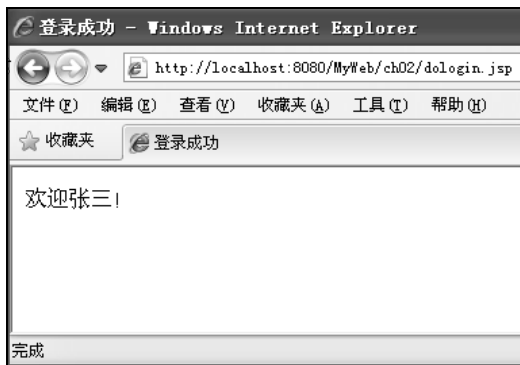 登录成功 - Windows Internet Explorer
http://localhost:8080/MyWeb/ch02/dologin.jsp
文件(F) 编辑(E) 查看(V) 收藏夹(A) 工具(T) 帮助(H)
收藏夹 登录成功
欢迎张三!
完成